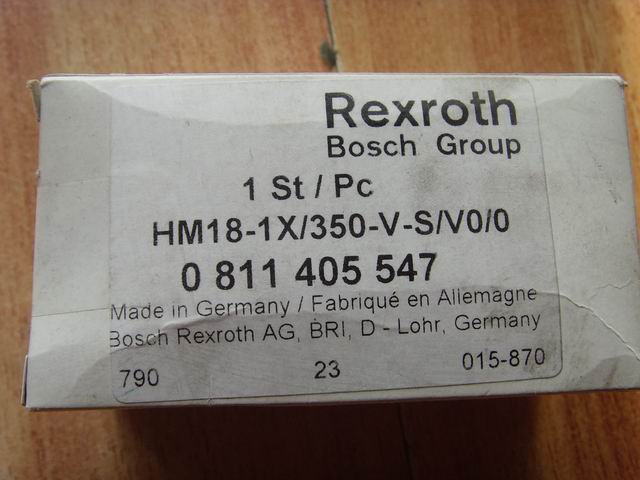 Rexroth
Bosch Group
1 St / Pc
HM18-1X/350-V-S/V0/0
0 811 405 547
Made in Germany / Fabriqué en Allemagne
Bosch Rexroth AG, BRI, D - Lohr, Germany
790 23 015-870